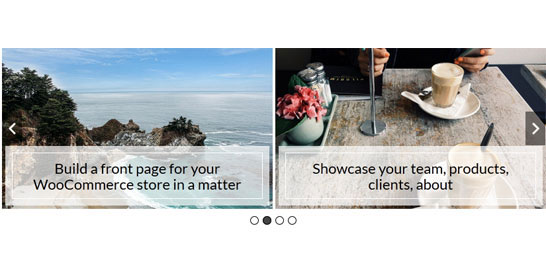 Build a front page for your
WooCommerce store in a matter
Showcase your team, products,
clients, about